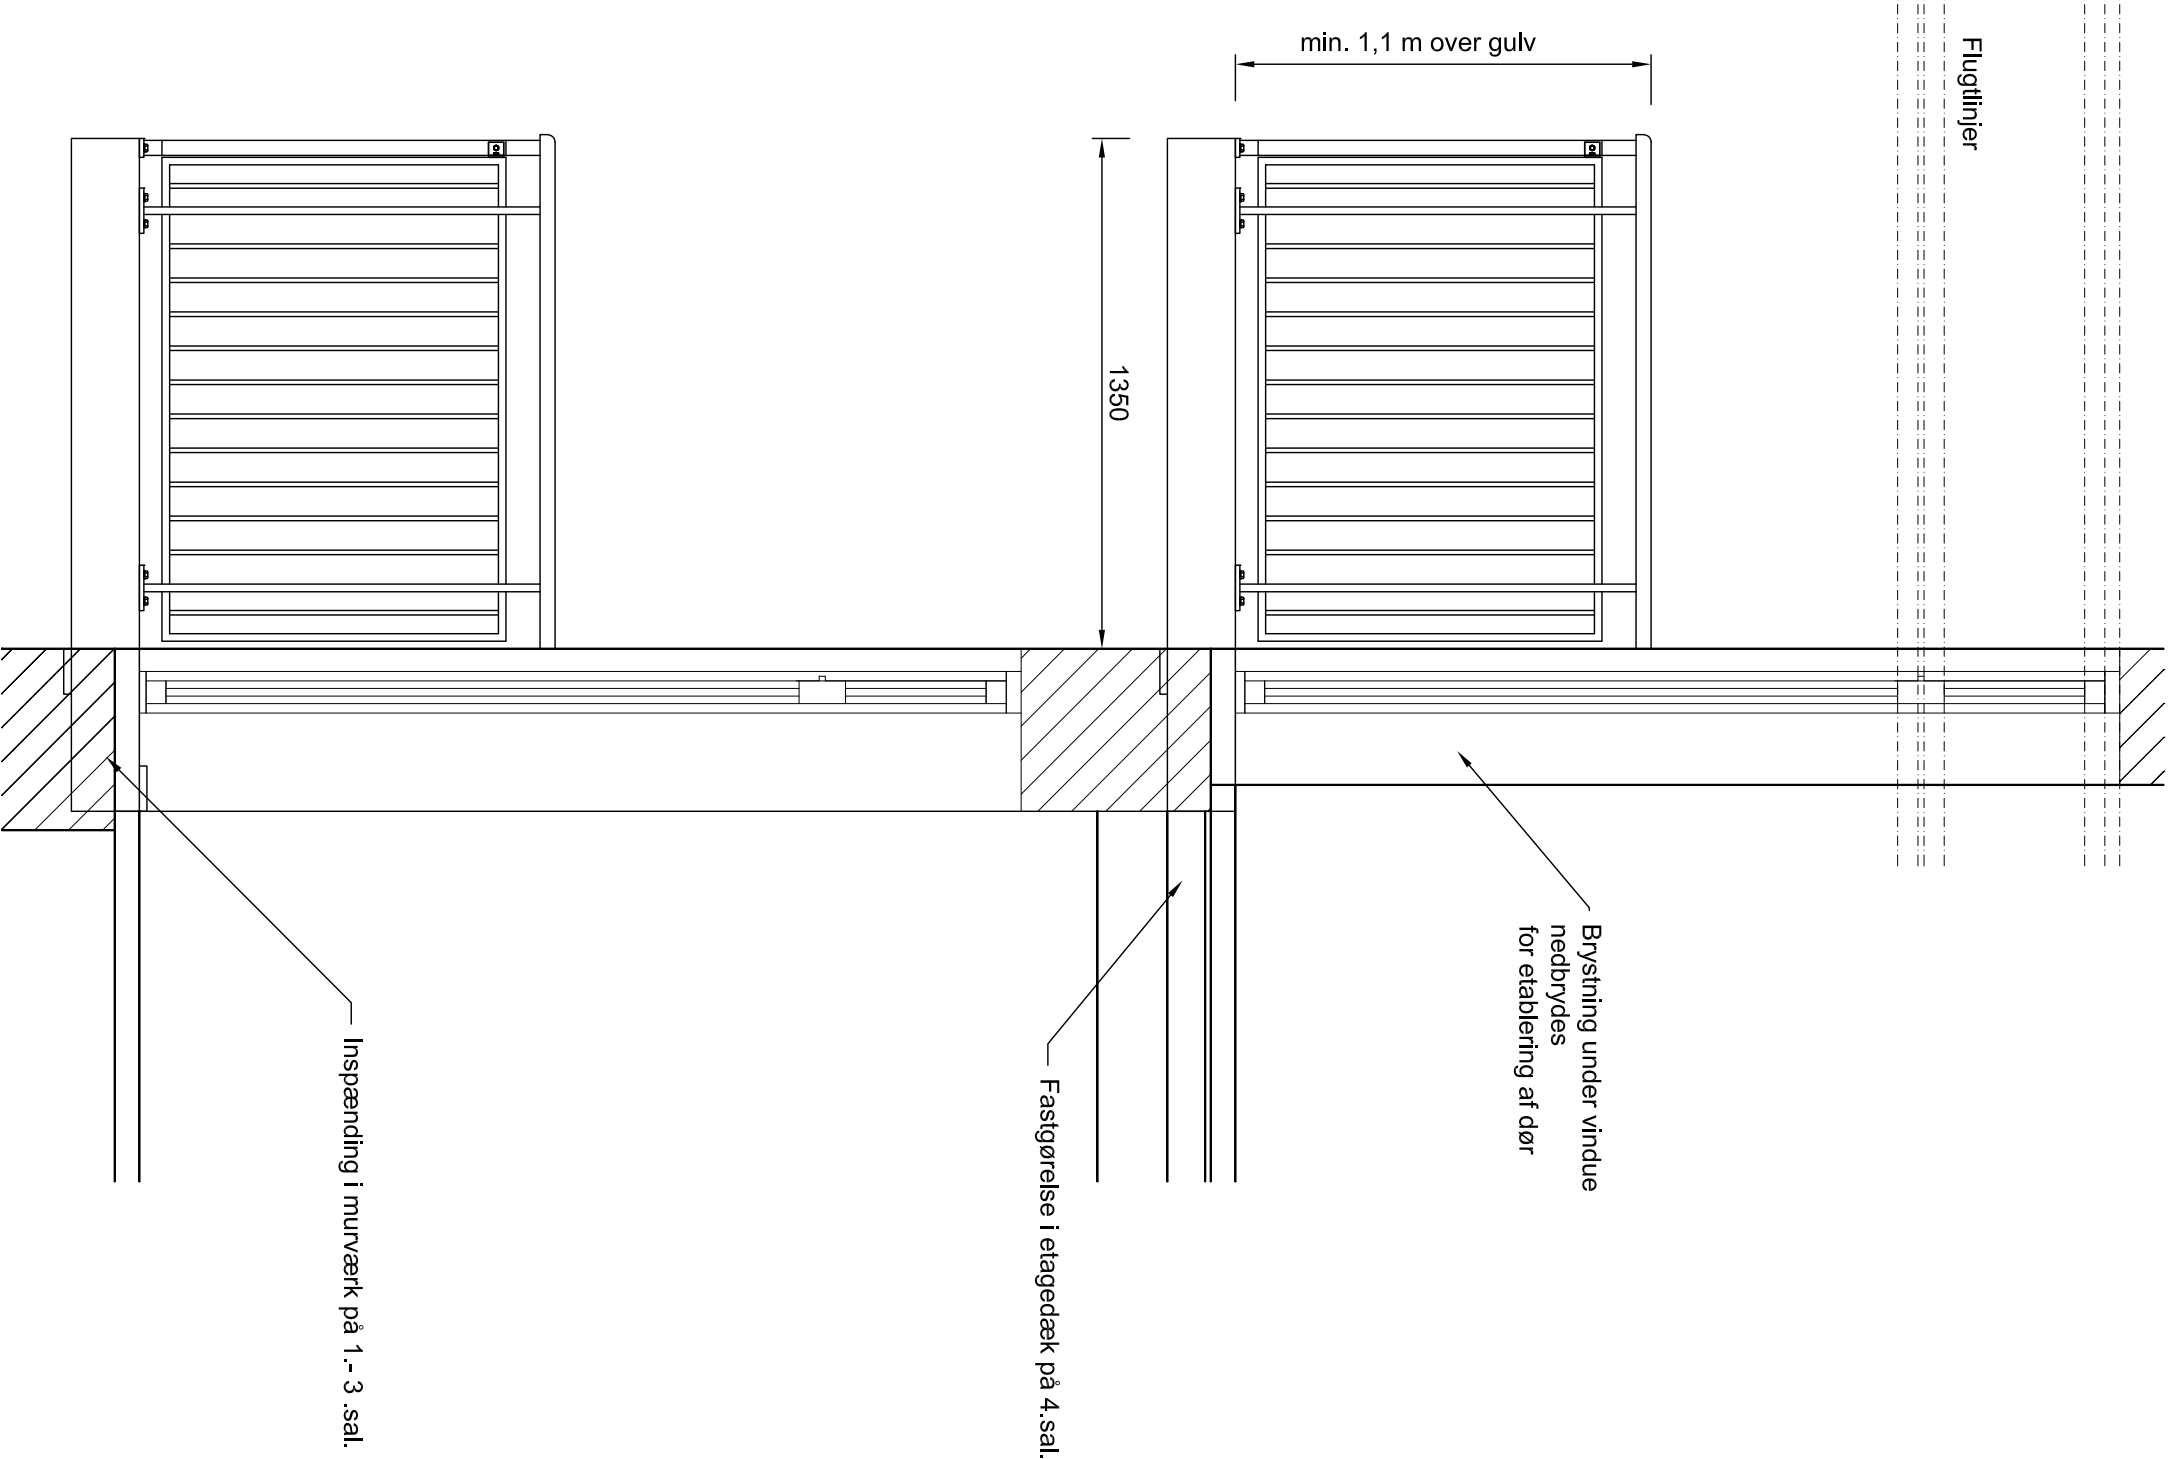 min. 1,1 m over gulv
Flugtlinjer
1350
Brystning under vindue
nedbrydes
for etablering af dør
Fastgørelse i etagedæk på 4.sal.
Inspænding i murværk på 1.- 3 .sal.